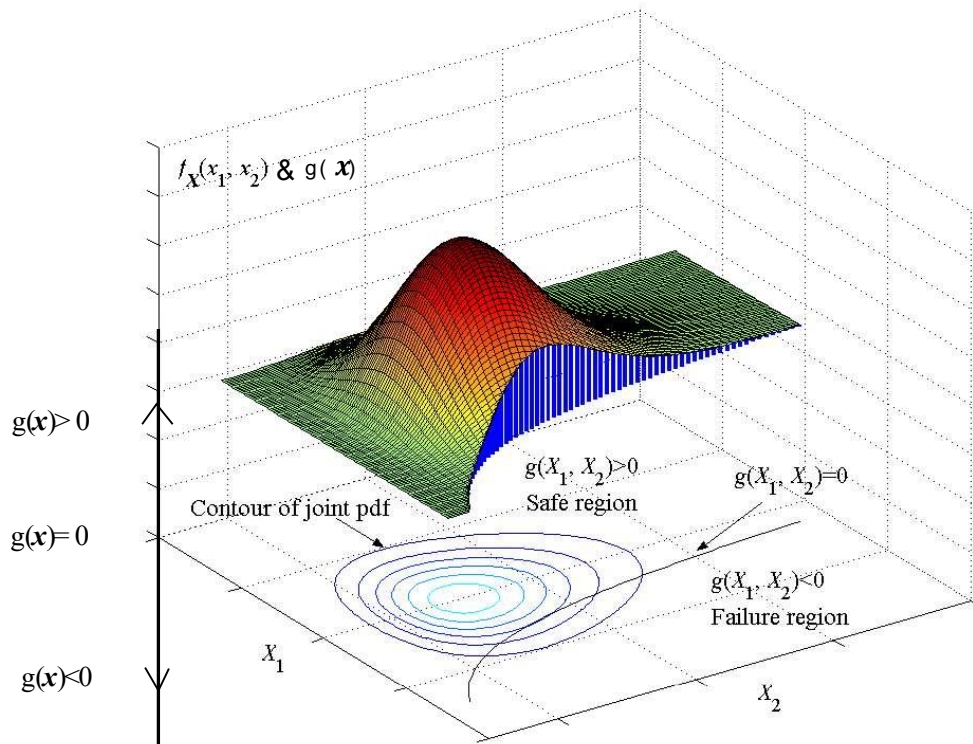 f_X(x_1, x_2) & g( x)
g(x)> 0
g(X_1, X_2)>0
Safe region
g(X_1, X_2)=0
Contour of joint pdf
g(x)= 0
g(X_1, X_2)<0
Failure region
X_1
g(x)<0
X_2